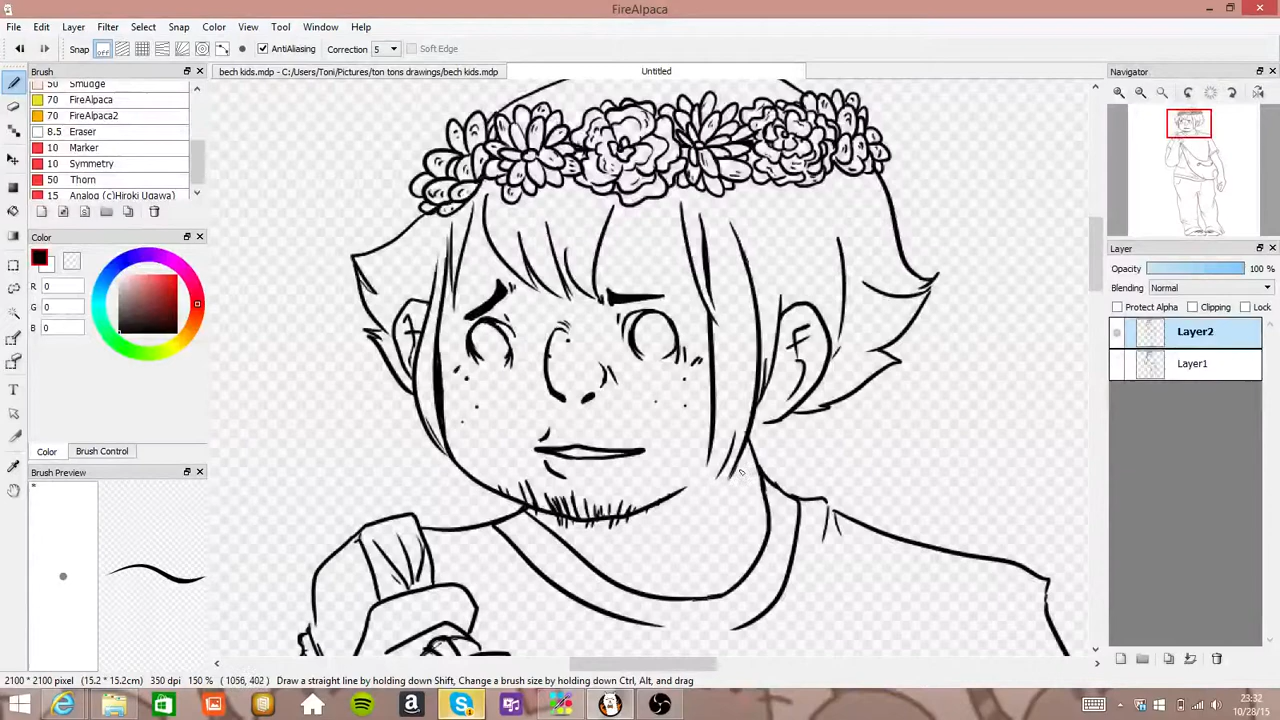 FireAlpaca
File Edit Layer Filter Select Snap Color View Tool Window Help
Snap off AntiAliasing Correction 5 Soft Edge
Brush
bech kids.mdp - C:/Users/Toni/Pictures/ton tons drawings/bech kids.mdp
Untitled
Navigator
50 Smudge
70 FireAlpaca
70 FireAlpaca2
8.5 Eraser
10 Marker
10 Symmetry
50 Thorn
15 Analog (c)Hiroki Ugawa)
Color
R 0
G 0
B 0
Color Brush Control
Brush Preview
Layer
Opacity 100 %
Blending Normal
Protect Alpha Clipping Lock
Layer2
Layer1
2100 * 2100 pixel (15.2 * 15.2cm) 350 dpi 150 % ( 1056, 402 ) Draw a straight line by holding down Shift, Change a brush size by holding down Ctrl, Alt, and drag)
23:32
10/28/15